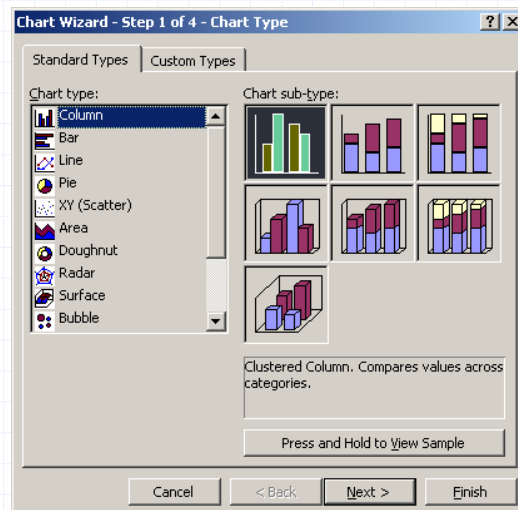 Chart Wizard - Step 1 of 4 - Chart Type
Standard Types
Custom Types
Chart type:
Column
Bar
Line
Pie
XY (Scatter)
Area
Doughnut
Radar
Surface
Bubble
Chart sub-type:
Clustered Column. Compares values across
categories.
Press and Hold to View Sample
Cancel
< Back
Next >
Finish